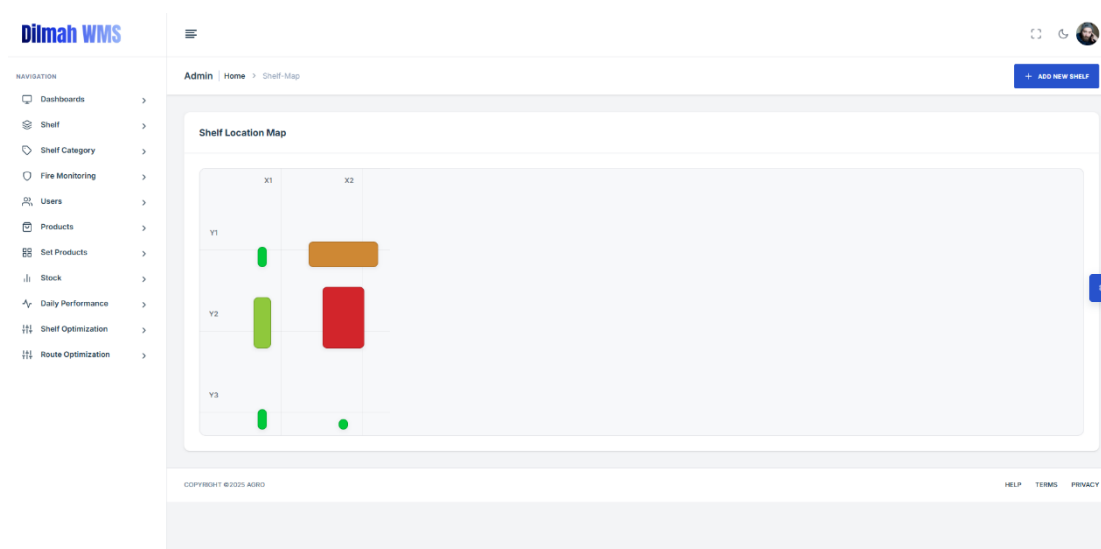 Dilmah WMS
NAVIGATION
Dashboards
Shelf
Shelf Category
Fire Monitoring
Users
Products
Set Products
Stock
Daily Performance
Shelf Optimization
Route Optimization
Admin Home > Shelf-Map
+ ADD NEW SHELF
Shelf Location Map
X1 X2
Y1
Y2
Y3
COPYRIGHT ©2025 AGRO
HELP TERMS PRIVACY